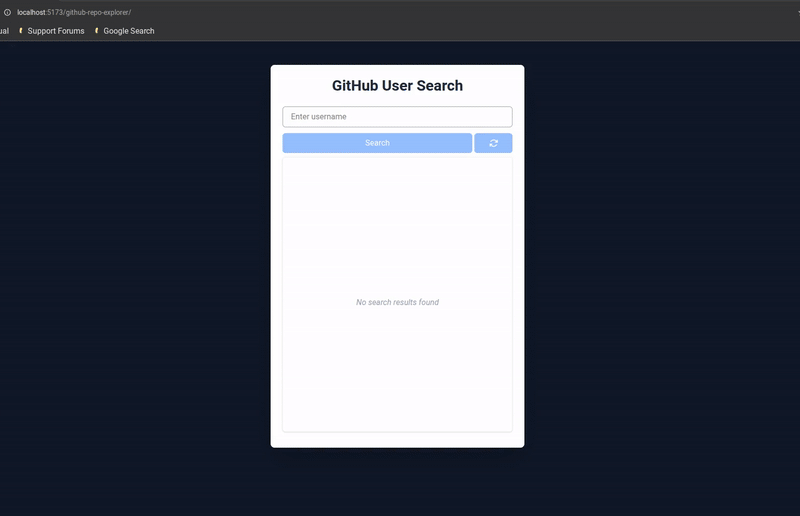 localhost:5173/github-repo-explorer/
ual Support Forums Google Search
GitHub User Search
Enter username
Search
No search results found